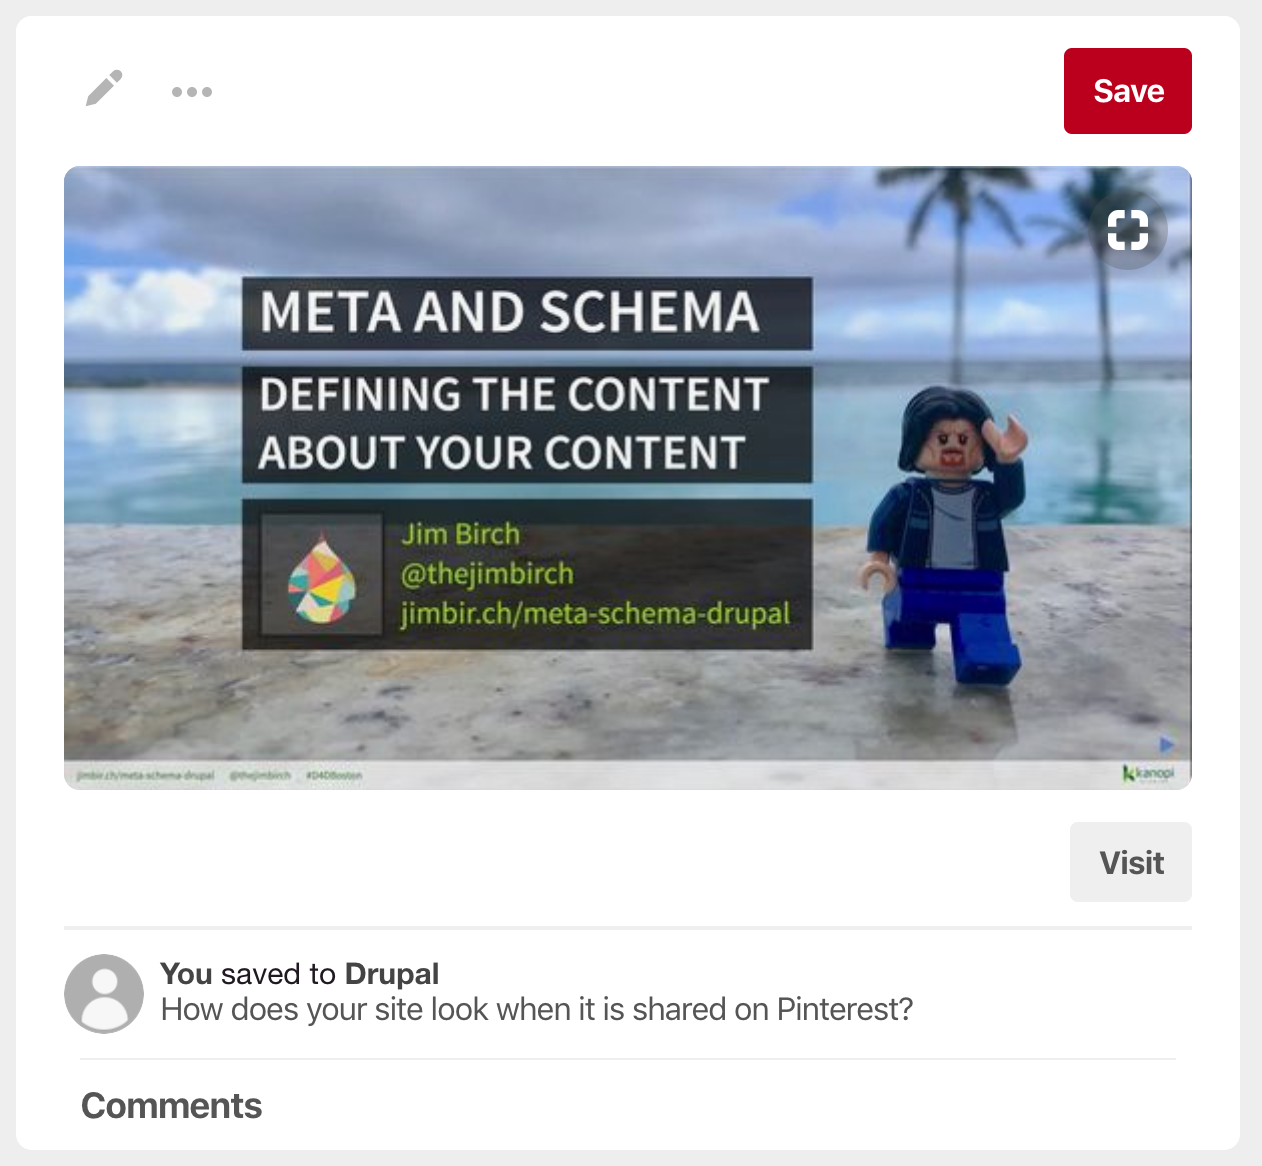 Save
META AND SCHEMA
DEFINING THE CONTENT
ABOUT YOUR CONTENT
Jim Birch
@thejimbirch
jimbir.ch/meta-schema-drupal
jimbir.ch/meta-schema-drupal @thejimbirch #D4DBoston
kanopi
Visit
You saved to Drupal
How does your site look when it is shared on Pinterest?
Comments